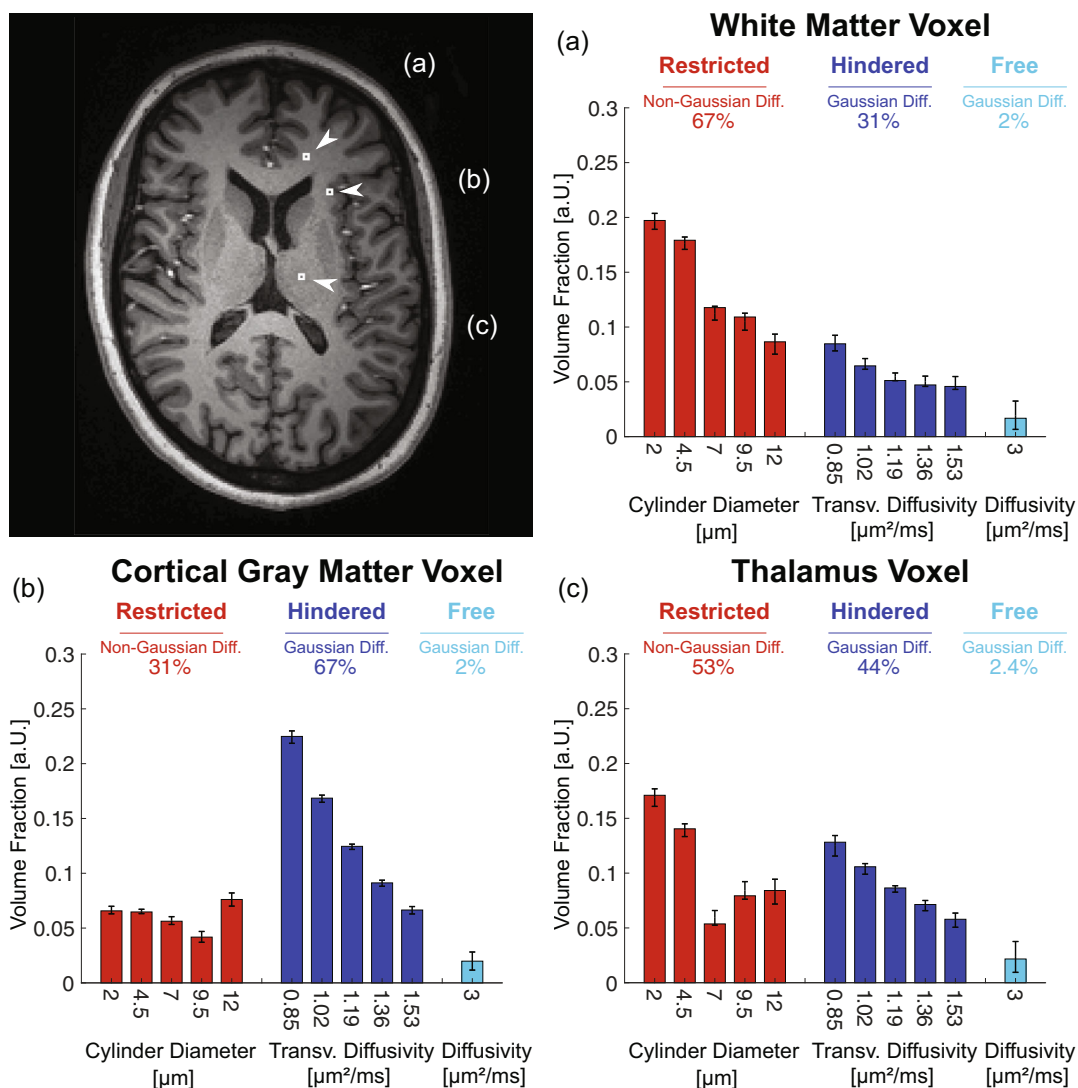 (a)
(b)
(c)
(a)
White Matter Voxel
Restricted Hindered Free
Non-Gaussian Diff. Gaussian Diff. Gaussian Diff.
67% 31% 2%
Volume Fraction [a.U.]
0.3
0.25
0.2
0.15
0.1
0.05
0
2 4.5 7 9.5 12 0.85 1.02 1.19 1.36 1.53 3
Cylinder Diameter Transv. Diffusivity Diffusivity
[µm] [µm²/ms] [µm²/ms]
(b)
Cortical Gray Matter Voxel
Restricted Hindered Free
Non-Gaussian Diff. Gaussian Diff. Gaussian Diff.
31% 67% 2%
Volume Fraction [a.U.]
0.3
0.25
0.2
0.15
0.1
0.05
0
2 4.5 7 9.5 12 0.85 1.02 1.19 1.36 1.53 3
Cylinder Diameter Transv. Diffusivity Diffusivity
[µm] [µm²/ms] [µm²/ms]
(c)
Thalamus Voxel
Restricted Hindered Free
Non-Gaussian Diff. Gaussian Diff. Gaussian Diff.
53% 44% 2.4%
Volume Fraction [a.U.]
0.3
0.25
0.2
0.15
0.1
0.05
0
2 4.5 7 9.5 12 0.85 1.02 1.19 1.36 1.53 3
Cylinder Diameter Transv. Diffusivity Diffusivity
[µm] [µm²/ms] [µm²/ms]